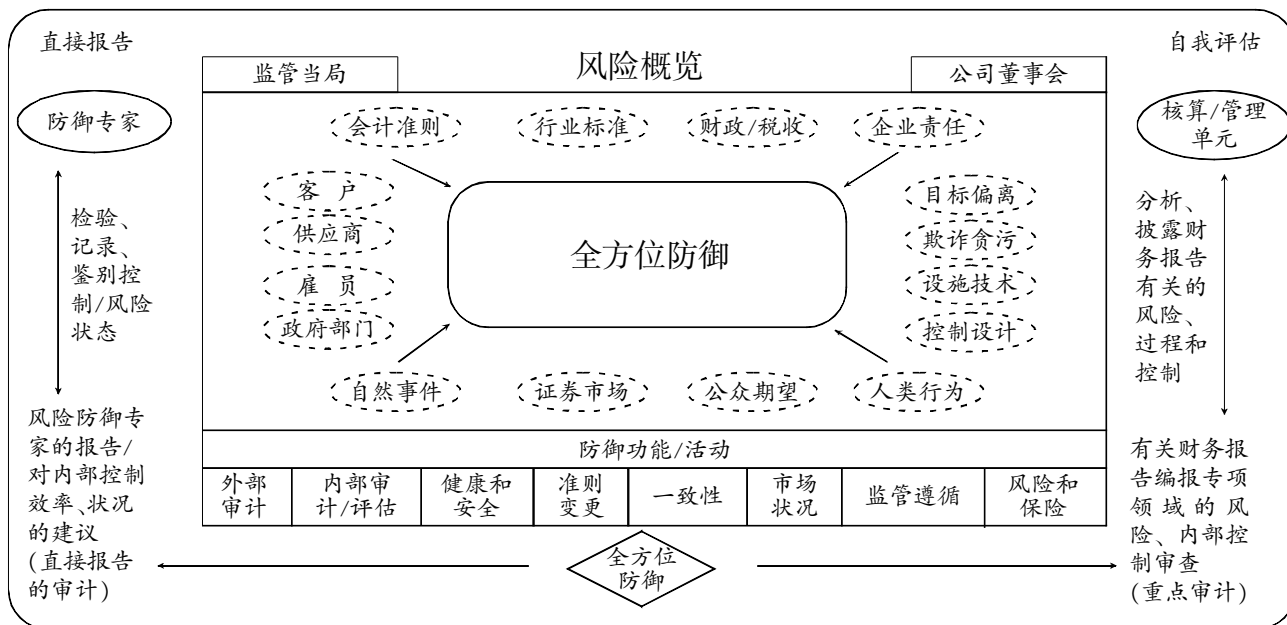 直接报告
风险概览
自我评估
监管当局
公司董事会
防御专家
核算/管理
单元
会计准则
行业标准
财政/税收
企业责任
客 户
供应商
雇 员
政府部门
全方位防御
目标偏离
欺诈贪污
设施技术
控制设计
自然事件
证券市场
公众期望
人类行为
检验、
记录、
鉴别控
制/风险
状态
分析、
披露财
务报告
有关的
风险、
过程和
控制
风险防御专
家的报告/
对内部控制
效率、状况
的建议
(直接报告
的审计)
防御功能/活动
外部
审计
内部审
计/评估
健康和
安全
准则
变更
一致性
市场
状况
监管遵循
风险和
保险
全方位
防御
有关财务报
告编报专项
领域的风
险、内部控
制审查
(重点审计)